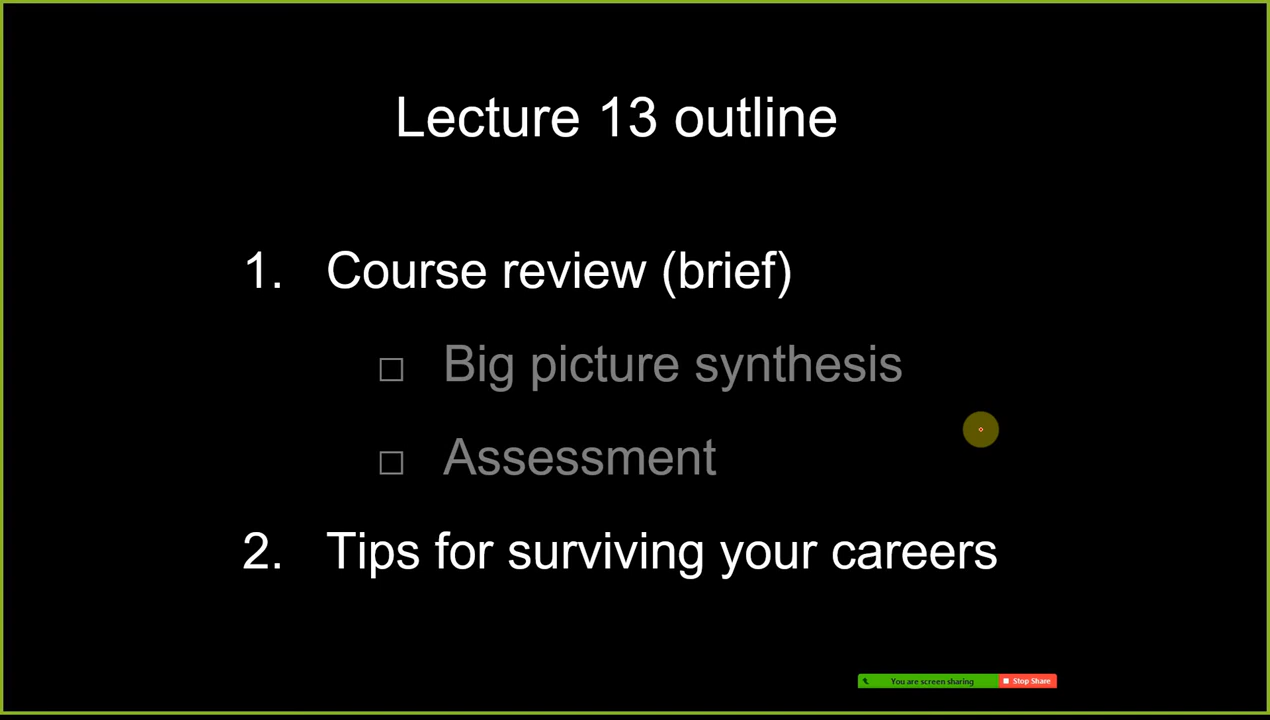 Lecture 13 outline
1. Course review (brief)
□ Big picture synthesis
□ Assessment
2. Tips for surviving your careers
You are screen sharing Stop Share